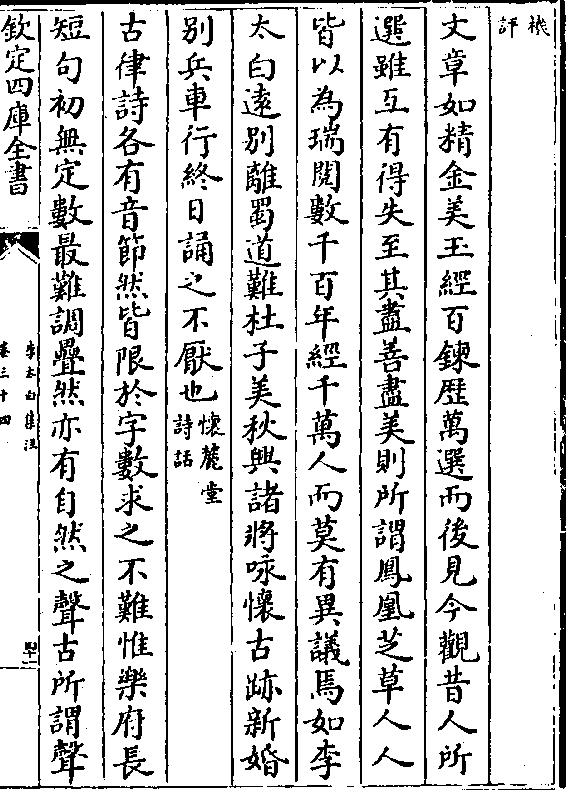 機
評
文章如精金美玉經百鍊歴萬選而後見今觀昔人所
選雖互有得失至其盡善盡美則所謂鳳凰芝草人人
皆以為瑞閲數千百年經千萬人而莫有異議焉如李
太白逺别離蜀道難杜子美秋興諸將咏懷古跡新婚
别兵車行終日誦之不厭也懷麓堂
詩話
古律詩各有音節然皆限於字數求之不難惟樂府長
短句初無定數最難調疊然亦有自然之聲古所謂聲
欽定四庫全書
李太白集注
卷三十四